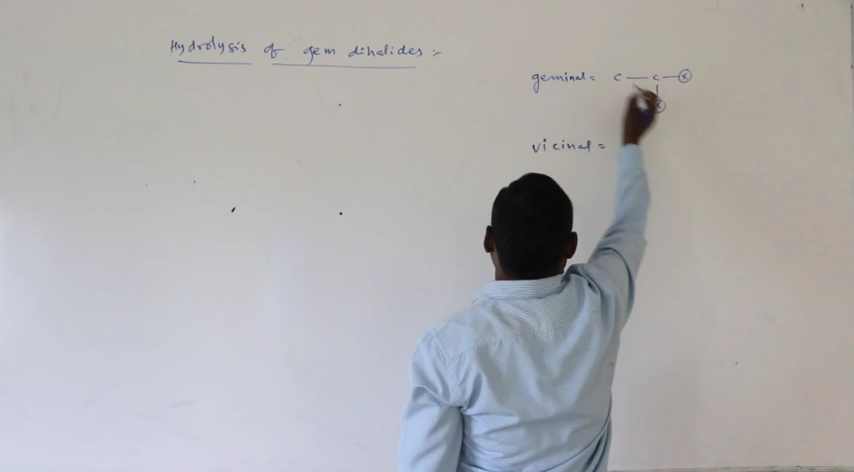 Hydrolysis of gem dihalides :-
geminal = C — C — X
X
vicinal =